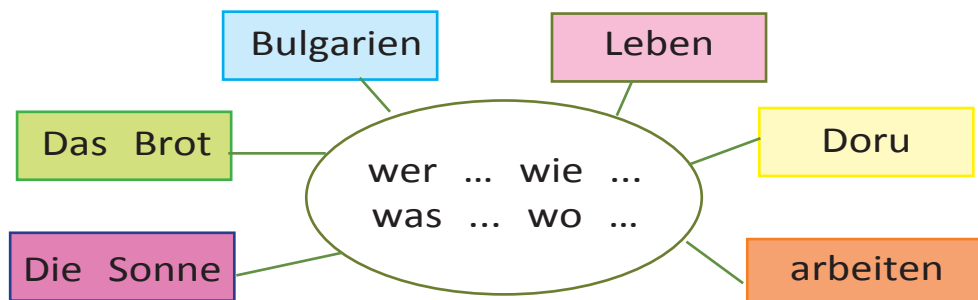 Bulgarien
Leben
Das Brot
Doru
wer ... wie ...
was ... wo ...
Die Sonne
arbeiten